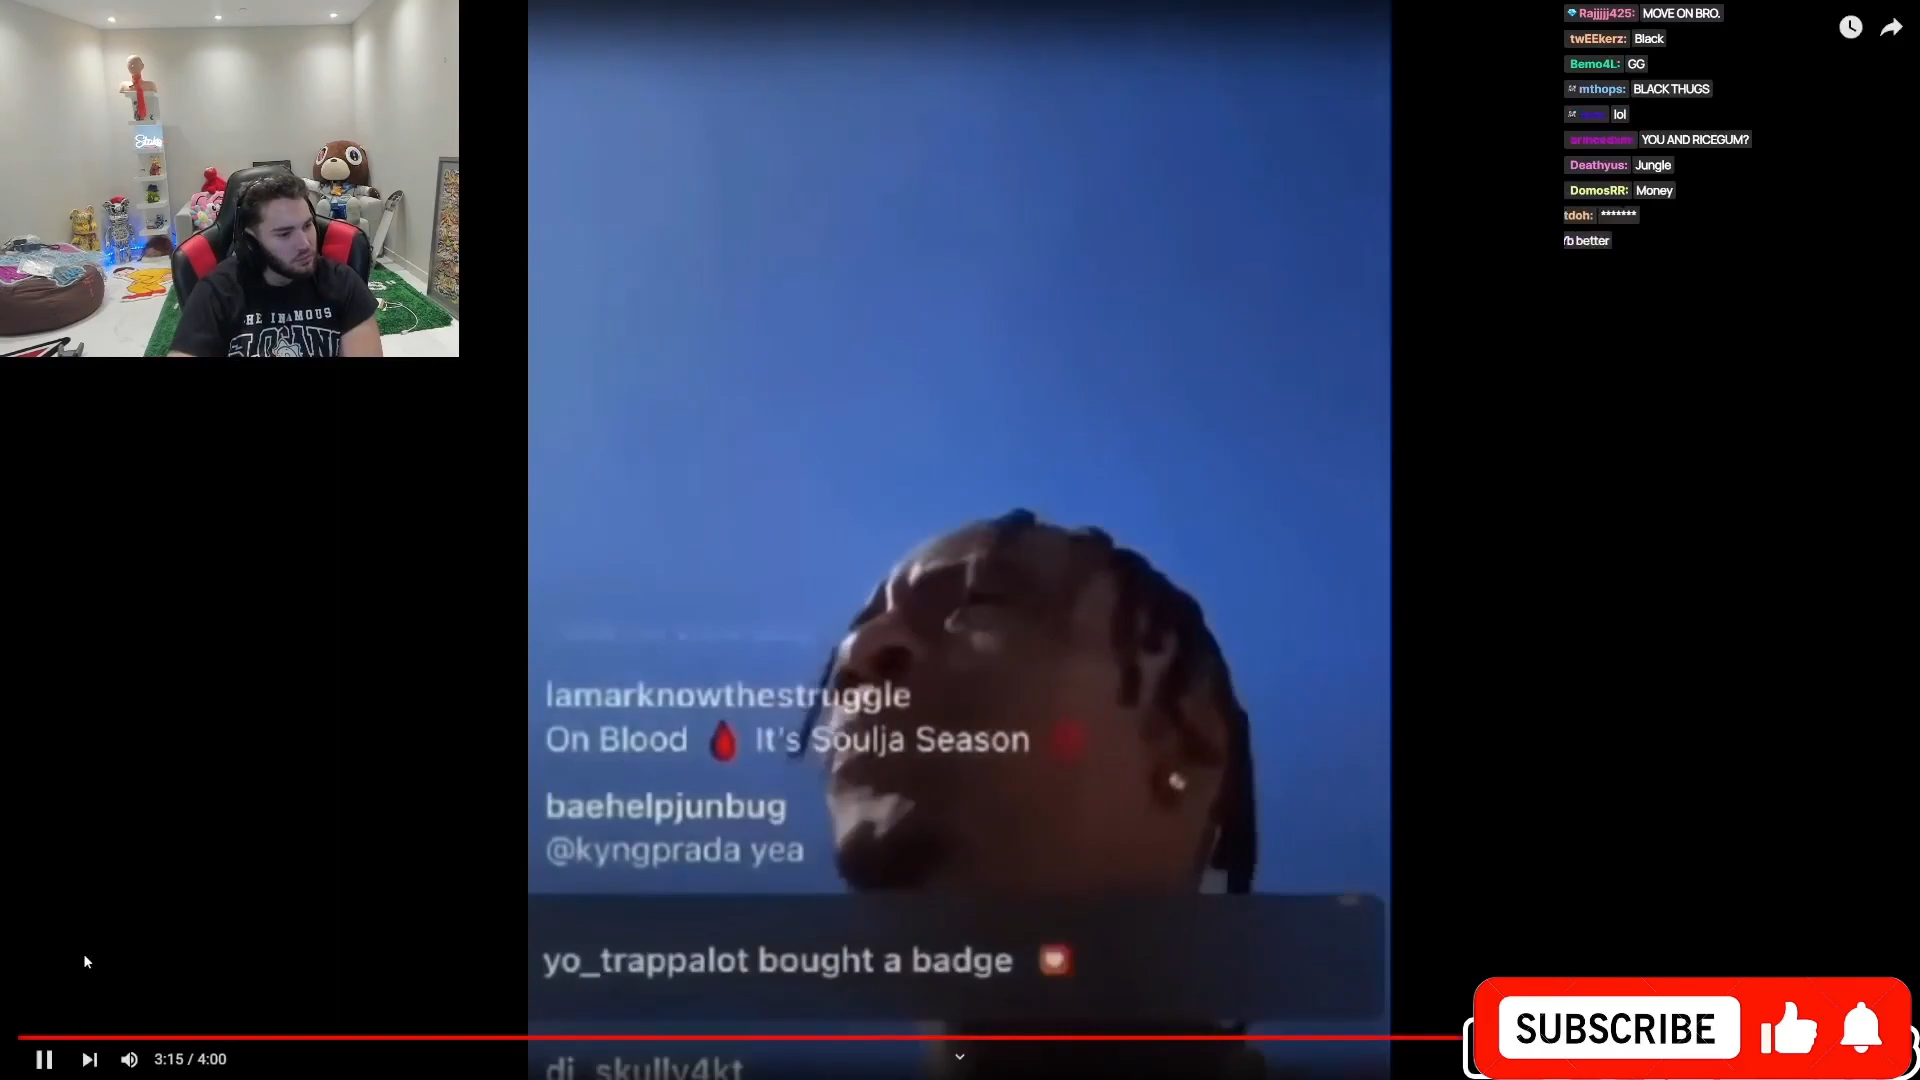 Rajjjjj425: MOVE ON BRO.
twEEkerz: Black
Bemo4L: GG
mthops: BLACK THUGS
lol
YOU AND RICEGUM?
Deathyus: Jungle
DomosRR: Money
tdoh: *******
better
Stake
HE INFAMOUS
lamarknowthestruggle
On Blood 🩸 It's Soulja Season
baehelpjunbug
@kyngprada yea
yo_trappalot bought a badge
dj_skully4kt
3:15 / 4:00
SUBSCRIBE